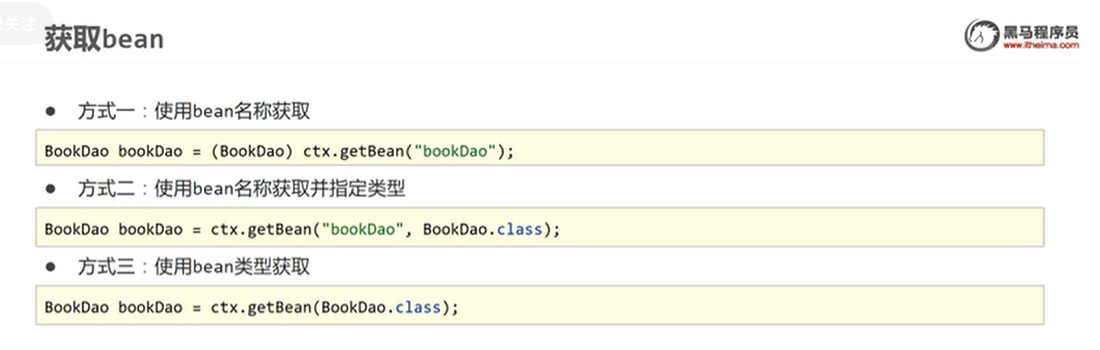 已关注
获取bean
黑马程序员
www.itheima.com
● 方式一：使用bean名称获取
BookDao bookDao = (BookDao) ctx.getBean("bookDao");
● 方式二：使用bean名称获取并指定类型
BookDao bookDao = ctx.getBean("bookDao", BookDao.class);
● 方式三：使用bean类型获取
BookDao bookDao = ctx.getBean(BookDao.class);